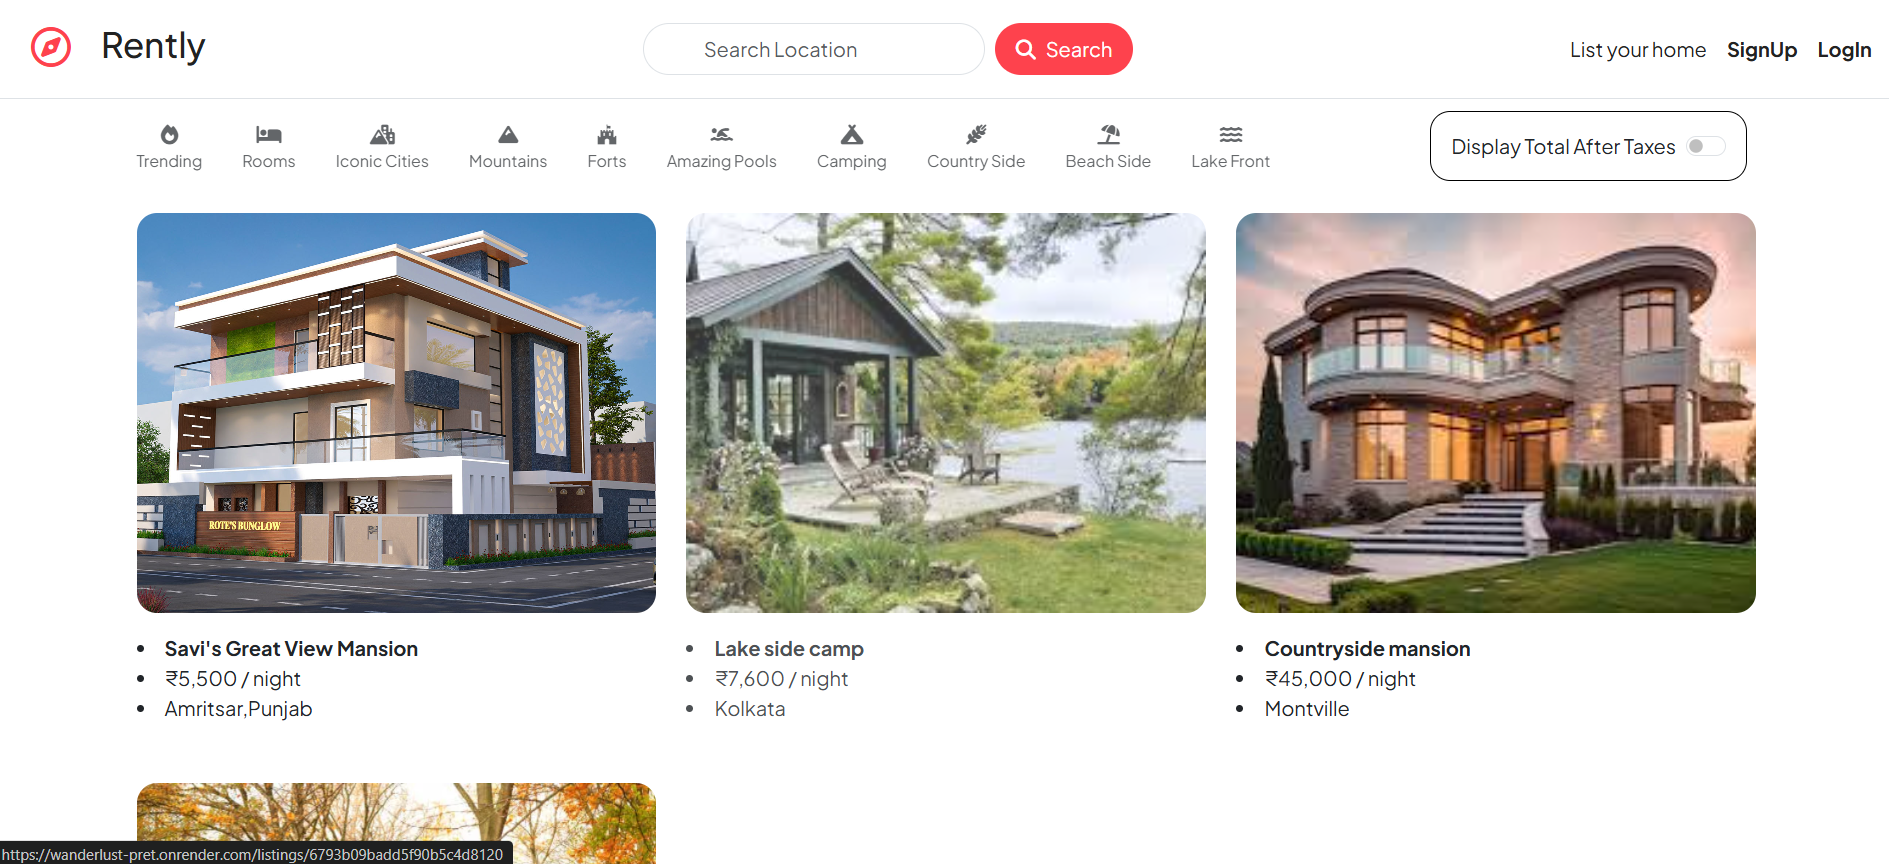 Rently
Search Location
Search
List your home SignUp LogIn
Trending Rooms Iconic Cities Mountains Forts Amazing Pools Camping Country Side Beach Side Lake Front
Display Total After Taxes
ROTE'S BUNGLOW
Savi's Great View Mansion
₹5,500 / night
Amritsar,Punjab
Lake side camp
₹7,600 / night
Kolkata
Countryside mansion
₹45,000 / night
Montville
https://wanderlust-pret.onrender.com/listings/6793b09badd5f90b5c4d8120